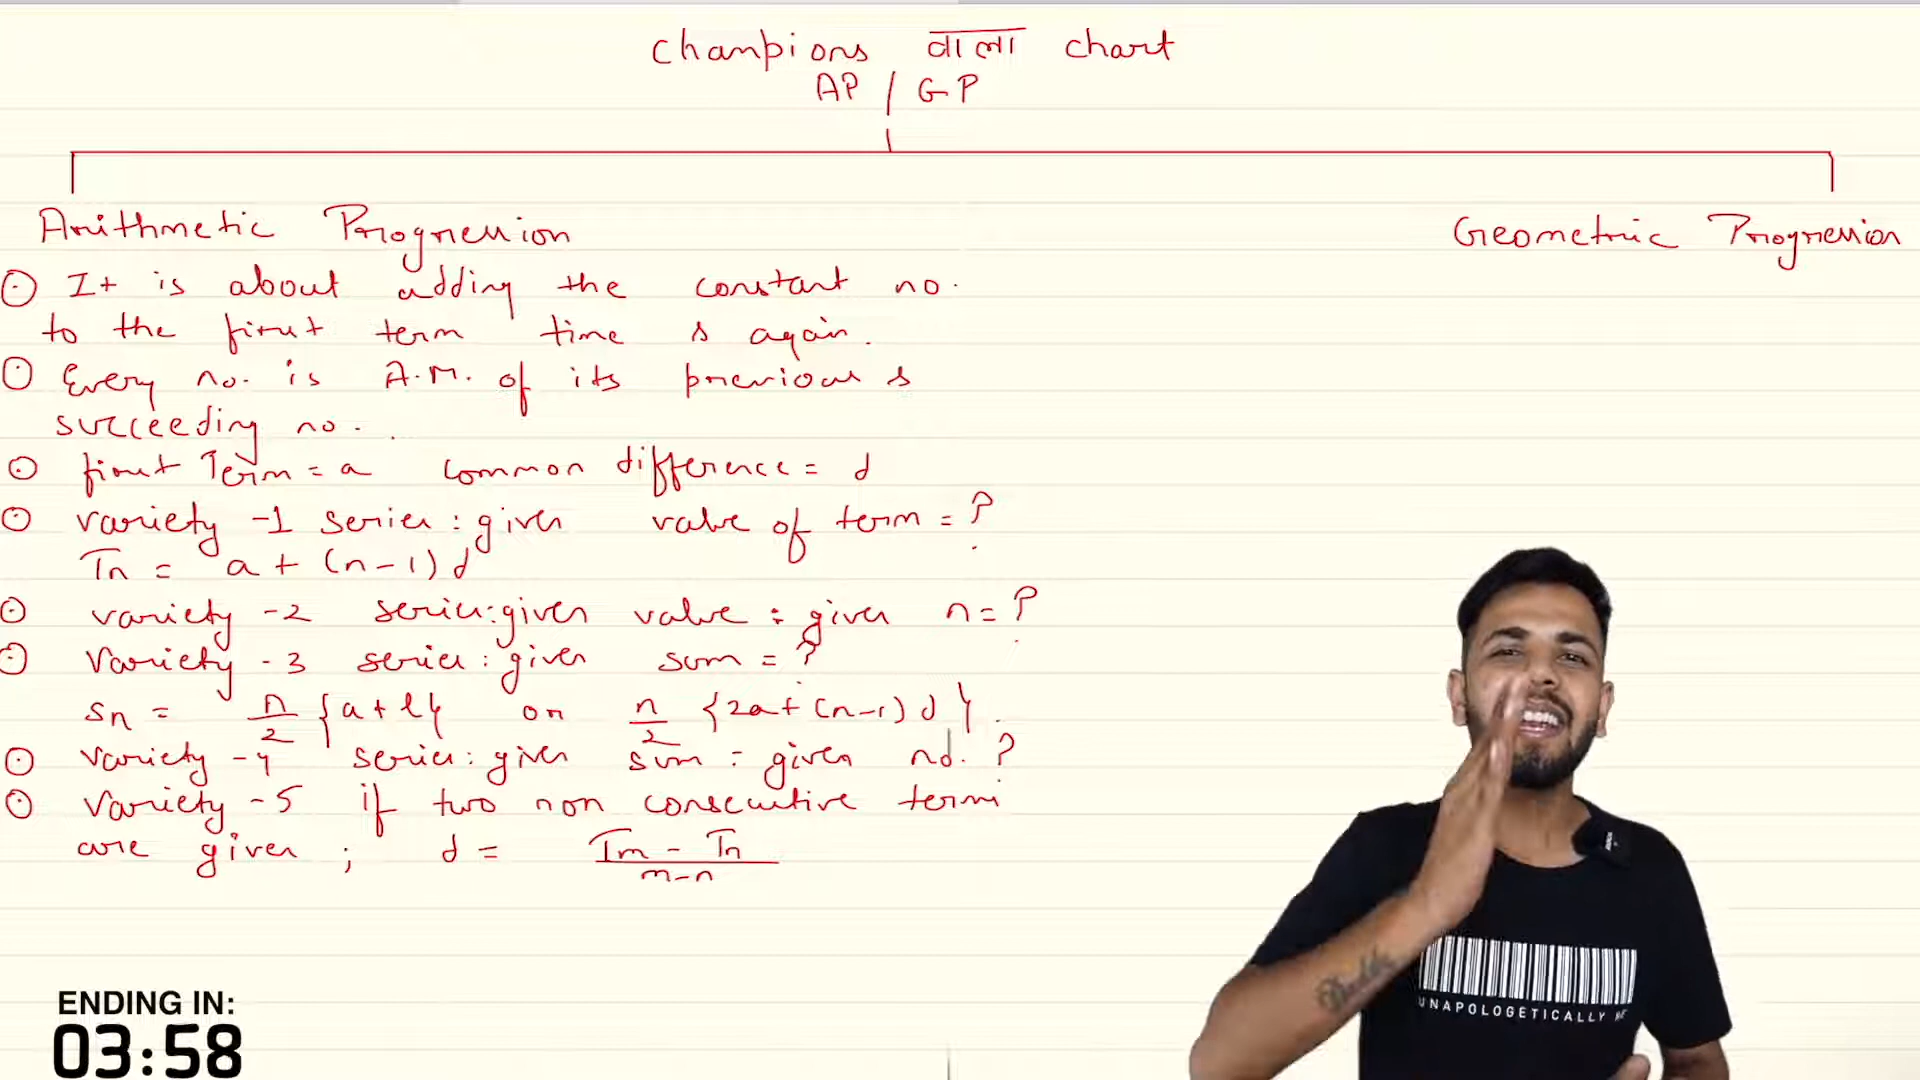 Champions वाला chart
AP / GP
Arithmetic Progression
Geometric Progression
It is about adding the constant no.
to the first term time & again.
Every no. is A.M. of its previous &
succeeding no.
first Term = a common difference = d
variety -1 series : given value of term = ?
Tn = a + (n-1)d
variety -2 series : given value : given n = ?
Variety - 3 series : given sum = ?
Sn = n/2 {a + l} or n/2 {2a + (n-1)d}.
Variety -4 series : given sum = given no. ?
Variety -5 if two non consecutive terms
are given ; d = Tm - Tn / m-n
UNAPOLOGETICALLY ME
ENDING IN:
03:58